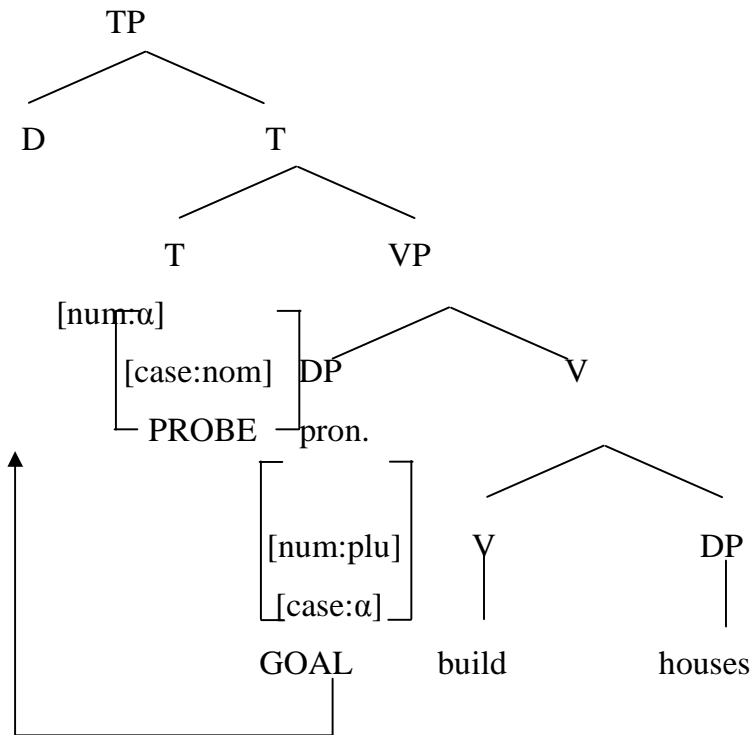 TP
D T
T VP
[num:α]
[case:nom] DP V
PROBE pron.
[num:plu] V DP
[case:α]
GOAL build houses